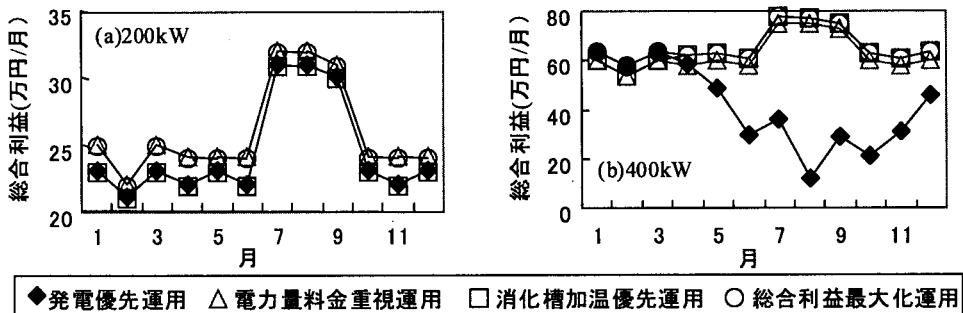 総合利益(万円/月)
35
30
25
20
(a)200kW
1 3 5 7 9 11
月
総合利益(万円/月)
80
60
40
20
0
(b)400kW
1 3 5 7 9 11
月
◆発電優先運用 △電力量料金重視運用 □消化槽加温優先運用 ○総合利益最大化運用